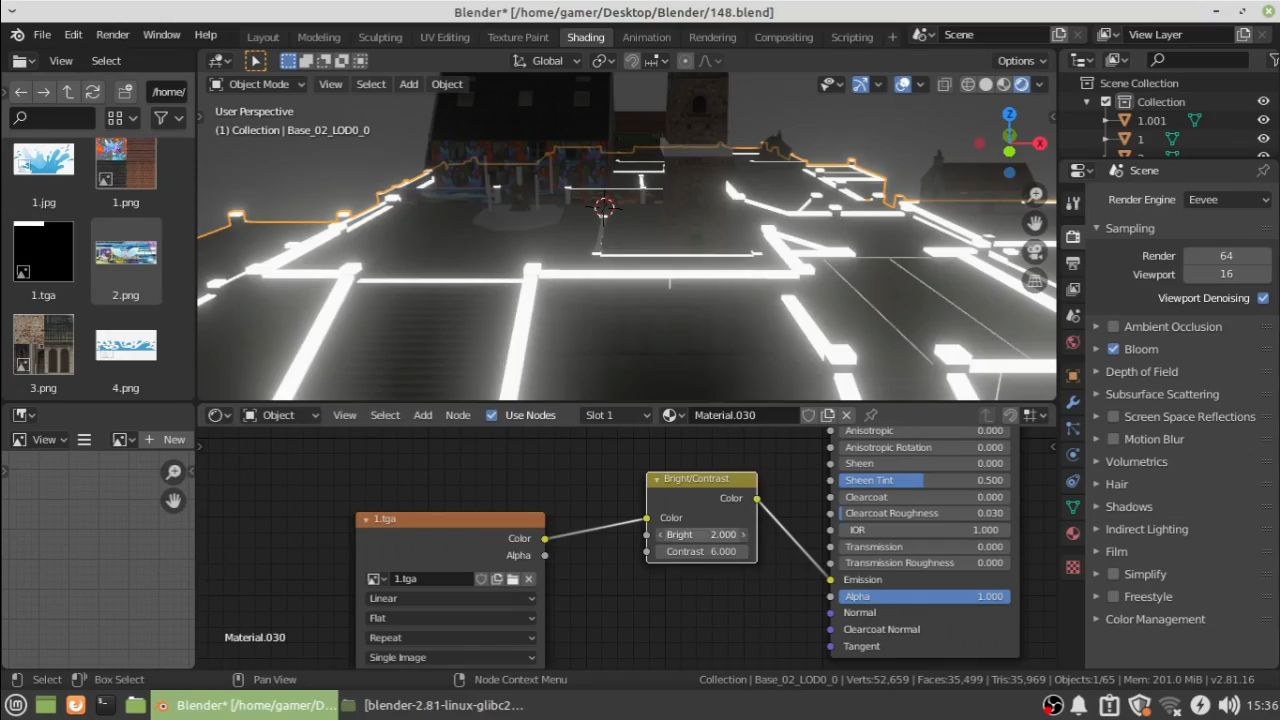 Blender* [/home/gamer/Desktop/Blender/148.blend]
File Edit Render Window Help
Layout Modeling Sculpting UV Editing Texture Paint Shading Animation Rendering Compositing Scripting
Scene View Layer
View Select
Global Options
/home/
Object Mode View Select Add Object
User Perspective
(1) Collection | Base_02_LOD0_0
Z
X
Scene Collection
Collection
1.001
1
1.jpg 1.png
1.tga 2.png
3.png 4.png
Scene
Render Engine Eevee
Sampling
Render 64
Viewport 16
Viewport Denoising
Ambient Occlusion
Bloom
Depth of Field
Subsurface Scattering
Screen Space Reflections
Motion Blur
Volumetrics
Hair
Shadows
Indirect Lighting
Film
Simplify
Freestyle
Color Management
View New
Object View Select Add Node Use Nodes Slot 1 Material.030
1.tga
Color
Alpha
1.tga
Linear
Flat
Repeat
Single Image
Material.030
Bright/Contrast
Color
Color
Bright 2.000
Contrast 6.000
Anisotropic 0.000
Anisotropic Rotation 0.000
Sheen 0.000
Sheen Tint 0.500
Clearcoat 0.000
Clearcoat Roughness 0.030
IOR 1.000
Transmission 0.000
Transmission Roughness 0.000
Emission
Alpha 1.000
Normal
Clearcoat Normal
Tangent
Select Box Select Pan View Node Context Menu Collection | Base_02_LOD0_0 | Verts:52,659 | Faces:35,499 | Tris:35,969 | Objects:1/65 | Mem: 201.0 MiB | v2.81.16
Blender* [/home/gamer/D... [blender-2.81-linux-glibc2... 15:36